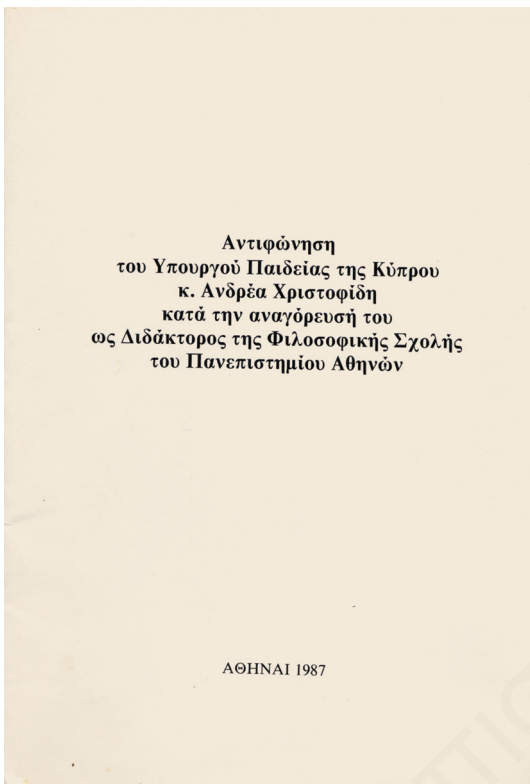 Αντιφώνηση
του Υπουργού Παιδείας της Κύπρου
κ. Ανδρέα Χριστοφίδη
κατά την αναγόρευσή του
ως Διδάκτορος της Φιλοσοφικής Σχολής
του Πανεπιστημίου Αθηνών
ΑΘΗΝΑΙ 1987